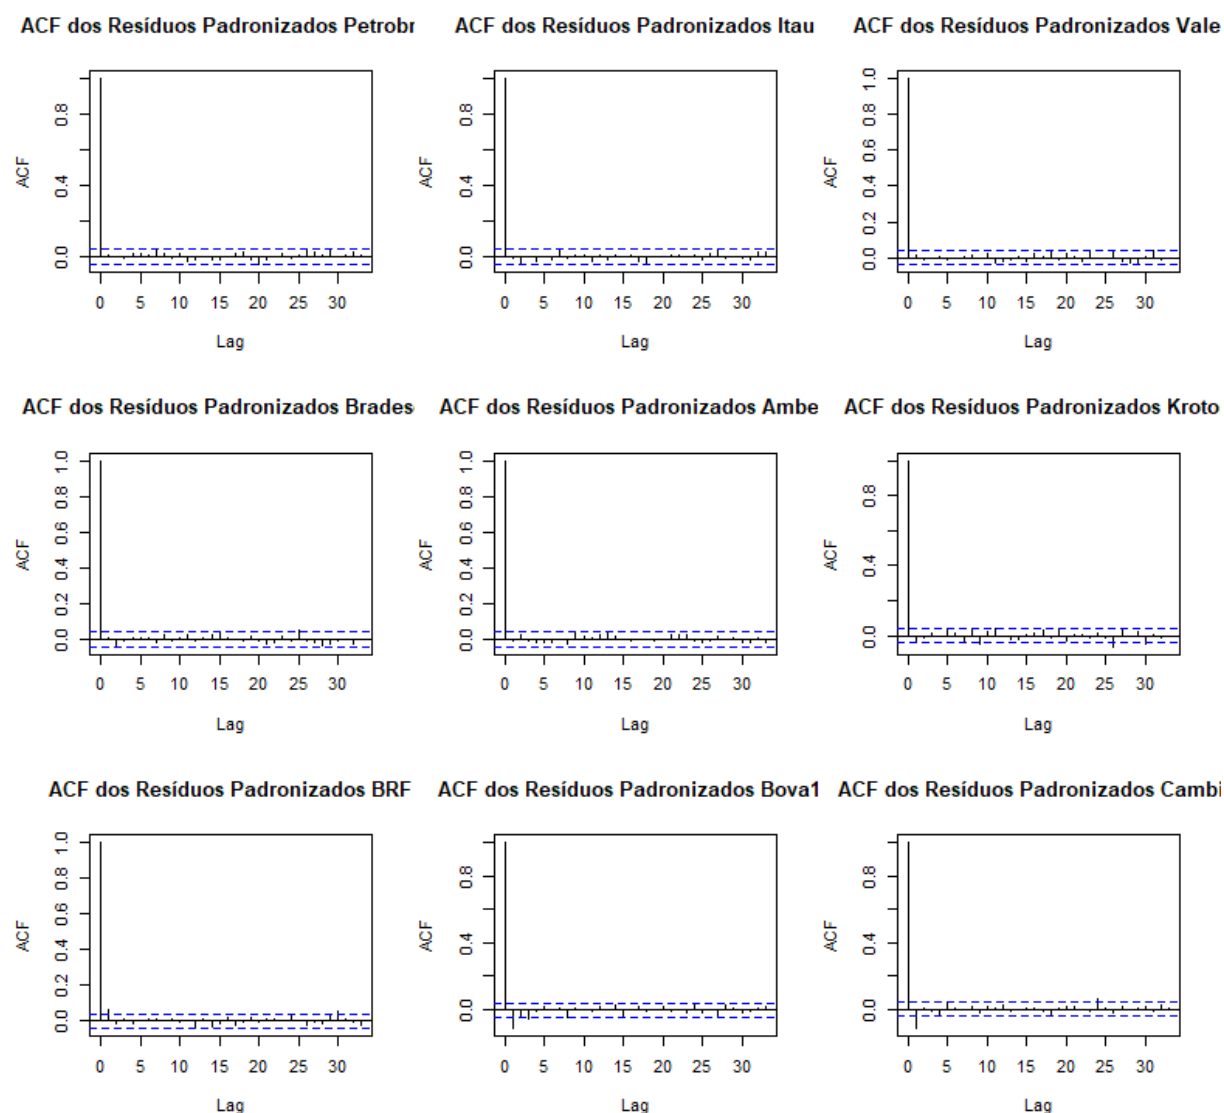 ACF dos Resíduos Padronizados Petrobr
ACF dos Resíduos Padronizados Itau
ACF dos Resíduos Padronizados Vale
ACF
0.0 0.4 0.8
0 5 10 15 20 25 30
Lag
ACF
0.0 0.4 0.8
0 5 10 15 20 25 30
Lag
ACF
0.0 0.2 0.4 0.6 0.8 1.0
0 5 10 15 20 25 30
Lag
ACF dos Resíduos Padronizados Brades
ACF dos Resíduos Padronizados Ambe
ACF dos Resíduos Padronizados Kroto
ACF
0.0 0.2 0.4 0.6 0.8 1.0
0 5 10 15 20 25 30
Lag
ACF
0.0 0.2 0.4 0.6 0.8 1.0
0 5 10 15 20 25 30
Lag
ACF
0.0 0.4 0.8
0 5 10 15 20 25 30
Lag
ACF dos Resíduos Padronizados BRF
ACF dos Resíduos Padronizados Bova1
ACF dos Resíduos Padronizados Cambi
ACF
0.0 0.2 0.4 0.6 0.8 1.0
0 5 10 15 20 25 30
Lag
ACF
0.0 0.4 0.8
0 5 10 15 20 25 30
Lag
ACF
0.0 0.4 0.8
0 5 10 15 20 25 30
Lag